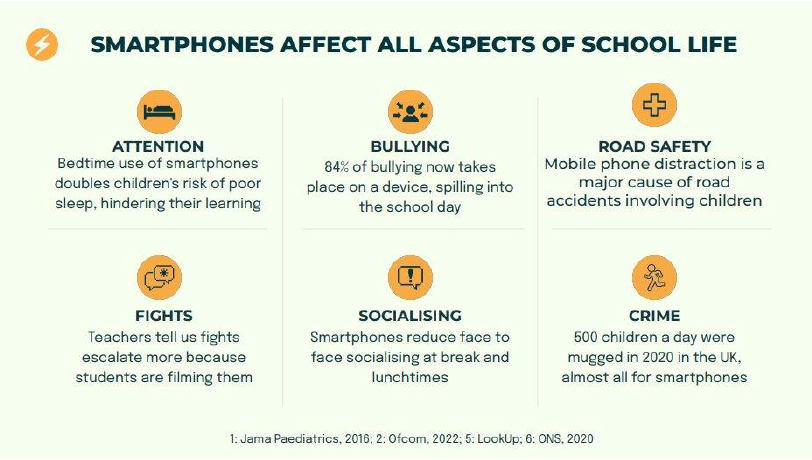 SMARTPHONES AFFECT ALL ASPECTS OF SCHOOL LIFE
ATTENTION
Bedtime use of smartphones
doubles children's risk of poor
sleep, hindering their learning
BULLYING
84% of bullying now takes
place on a device, spilling into
the school day
ROAD SAFETY
Mobile phone distraction is a
major cause of road
accidents involving children
FIGHTS
Teachers tell us fights
escalate more because
students are filming them
SOCIALISING
Smartphones reduce face to
face socialising at break and
lunchtimes
CRIME
500 children a day were
mugged in 2020 in the UK,
almost all for smartphones
1: Jama Paediatrics, 2016; 2: Ofcom, 2022; 5: LookUp; 6: ONS, 2020